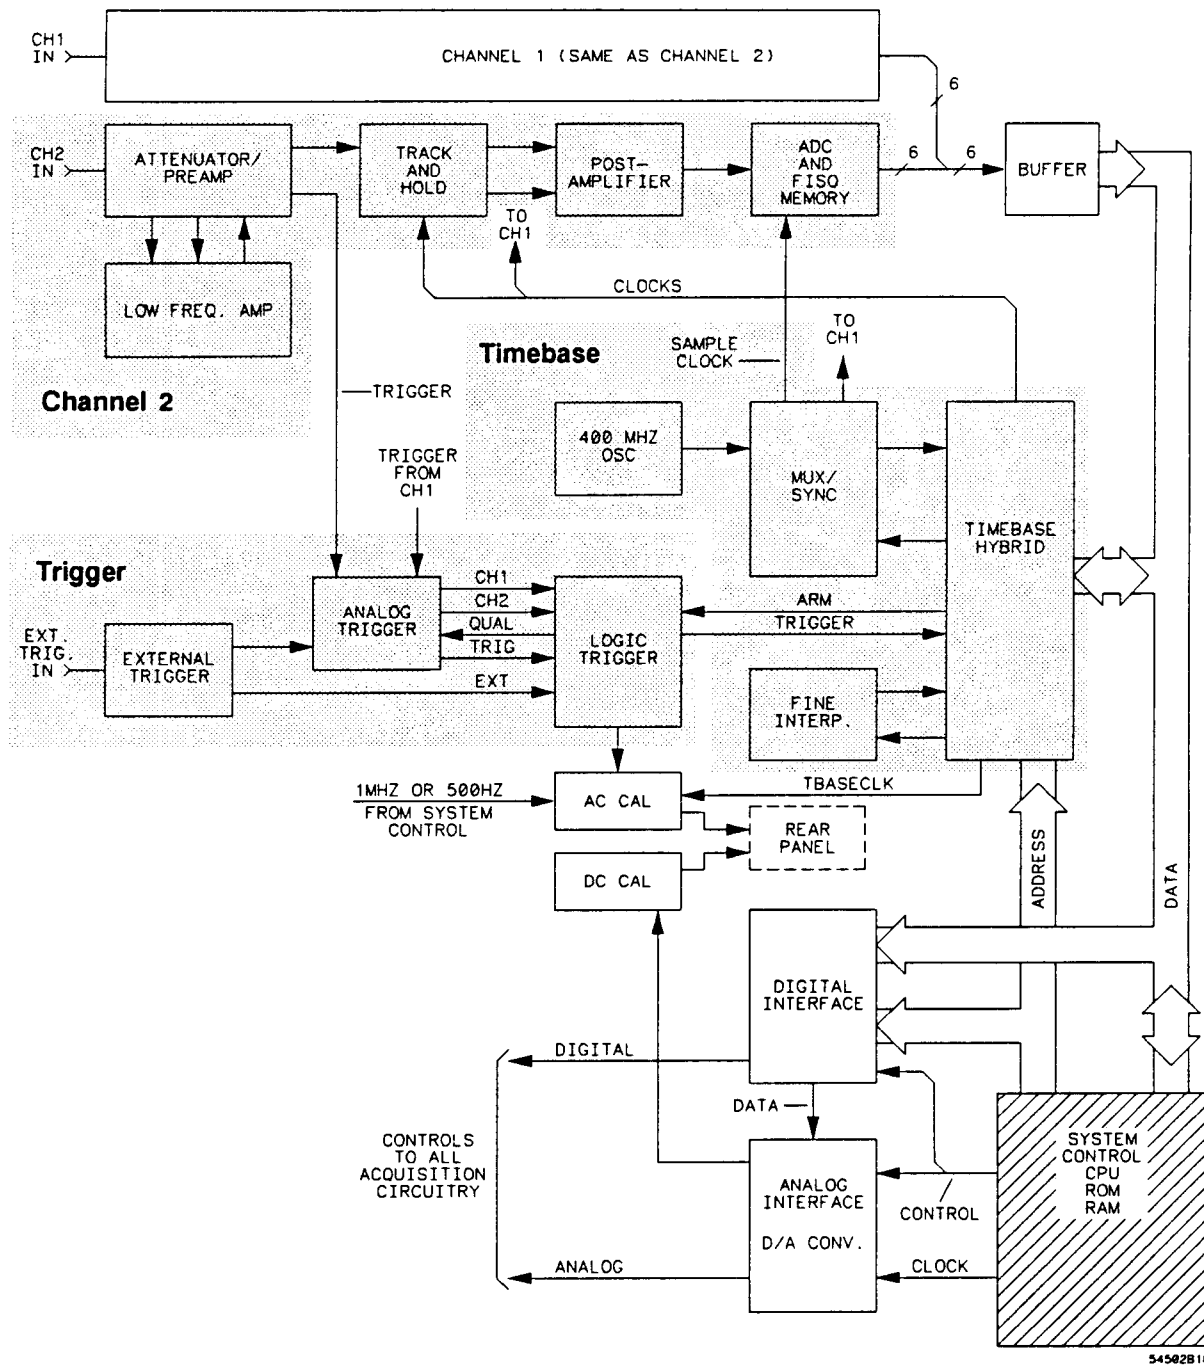 CH1
IN
CHANNEL 1 (SAME AS CHANNEL 2)
6
CH2
IN
ATTENUATOR/
PREAMP
TRACK
AND
HOLD
POST-
AMPLIFIER
ADC
AND
FISO
MEMORY
6
6
BUFFER
TO
CH1
LOW FREQ. AMP
CLOCKS
Channel 2
Timebase
SAMPLE
CLOCK
TO
CH1
TRIGGER
400 MHZ
OSC
MUX/
SYNC
TIMEBASE
HYBRID
TRIGGER
FROM
CH1
Trigger
ANALOG
TRIGGER
CH1
CH2
QUAL
TRIG
EXT
LOGIC
TRIGGER
ARM
TRIGGER
EXT.
TRIG.
IN
EXTERNAL
TRIGGER
FINE
INTERP.
1MHZ OR 500HZ
FROM SYSTEM
CONTROL
AC CAL
TBASECLK
REAR
PANEL
DC CAL
ADDRESS
DATA
DIGITAL
INTERFACE
DIGITAL
DATA
CONTROLS
TO ALL
ACQUISITION
CIRCUITRY
ANALOG
INTERFACE
D/A CONV.
CONTROL
SYSTEM
CONTROL
CPU
ROM
RAM
ANALOG
CLOCK